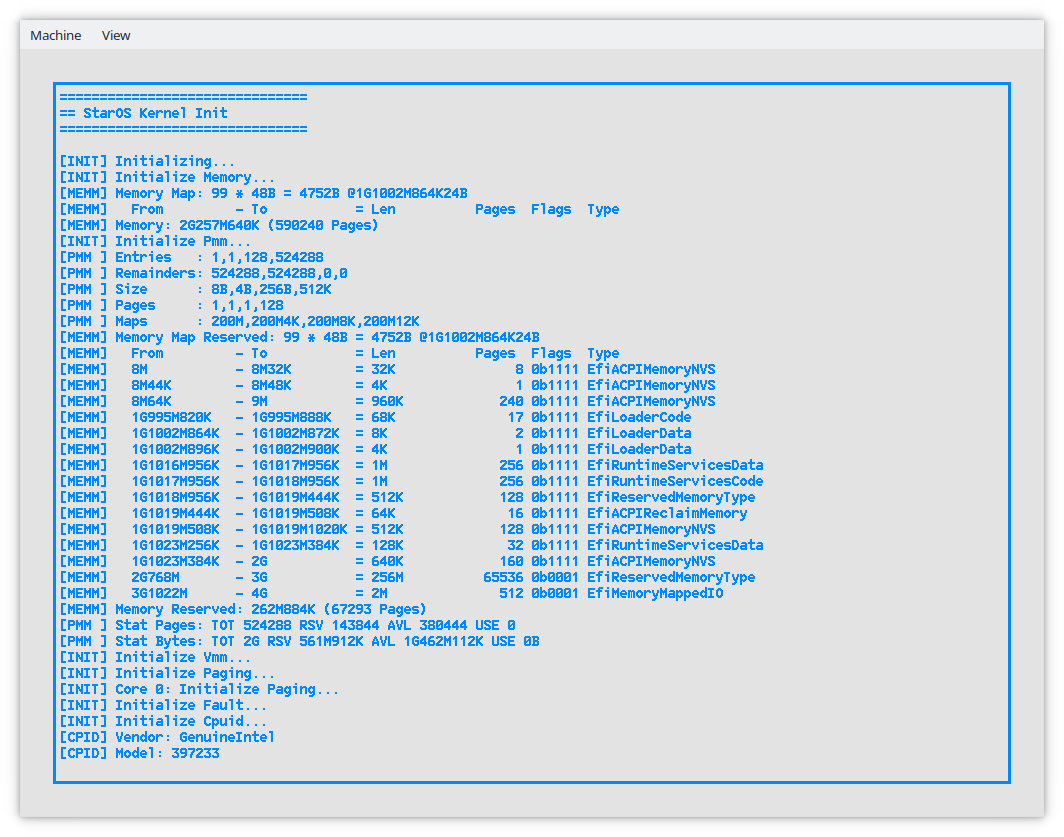 Machine View
===============================
== StarOS Kernel Init
===============================
[INIT] Initializing...
[INIT] Initialize Memory...
[MEMM] Memory Map: 99 * 48B = 4752B @1G1002M864K24B
[MEMM]   From         - To           = Len          Pages  Flags  Type
[MEMM] Memory: 2G257M640K (590240 Pages)
[INIT] Initialize Pmm...
[PMM ] Entries   : 1,1,128,524288
[PMM ] Remainders: 524288,524288,0,0
[PMM ] Size      : 8B,4B,256B,512K
[PMM ] Pages     : 1,1,1,128
[PMM ] Maps      : 200M,200M4K,200M8K,200M12K
[MEMM] Memory Map Reserved: 99 * 48B = 4752B @1G1002M864K24B
[MEMM]   From         - To           = Len          Pages  Flags  Type
[MEMM]   8M           - 8M32K        = 32K               8 0b1111 EfiACPIMemoryNVS
[MEMM]   8M44K        - 8M48K        = 4K                1 0b1111 EfiACPIMemoryNVS
[MEMM]   8M64K        - 9M           = 960K            240 0b1111 EfiACPIMemoryNVS
[MEMM]   1G995M820K   - 1G995M888K   = 68K              17 0b1111 EfiLoaderCode
[MEMM]   1G1002M864K  - 1G1002M872K  = 8K                2 0b1111 EfiLoaderData
[MEMM]   1G1002M896K  - 1G1002M900K  = 4K                1 0b1111 EfiLoaderData
[MEMM]   1G1016M956K  - 1G1017M956K  = 1M              256 0b1111 EfiRuntimeServicesData
[MEMM]   1G1017M956K  - 1G1018M956K  = 1M              256 0b1111 EfiRuntimeServicesCode
[MEMM]   1G1018M956K  - 1G1019M444K  = 512K            128 0b1111 EfiReservedMemoryType
[MEMM]   1G1019M444K  - 1G1019M508K  = 64K              16 0b1111 EfiACPIReclaimMemory
[MEMM]   1G1019M508K  - 1G1019M1020K = 512K            128 0b1111 EfiACPIMemoryNVS
[MEMM]   1G1023M256K  - 1G1023M384K  = 128K             32 0b1111 EfiRuntimeServicesData
[MEMM]   1G1023M384K  - 2G           = 640K            160 0b1111 EfiACPIMemoryNVS
[MEMM]   2G768M       - 3G           = 256M          65536 0b0001 EfiReservedMemoryType
[MEMM]   3G1022M      - 4G           = 2M              512 0b0001 EfiMemoryMappedIO
[MEMM] Memory Reserved: 262M884K (67293 Pages)
[PMM ] Stat Pages: TOT 524288 RSV 143844 AVL 380444 USE 0
[PMM ] Stat Bytes: TOT 2G RSV 561M912K AVL 1G462M112K USE 0B
[INIT] Initialize Vmm...
[INIT] Initialize Paging...
[INIT] Core 0: Initialize Paging...
[INIT] Initialize Fault...
[INIT] Initialize Cpuid...
[CPID] Vendor: GenuineIntel
[CPID] Model: 397233